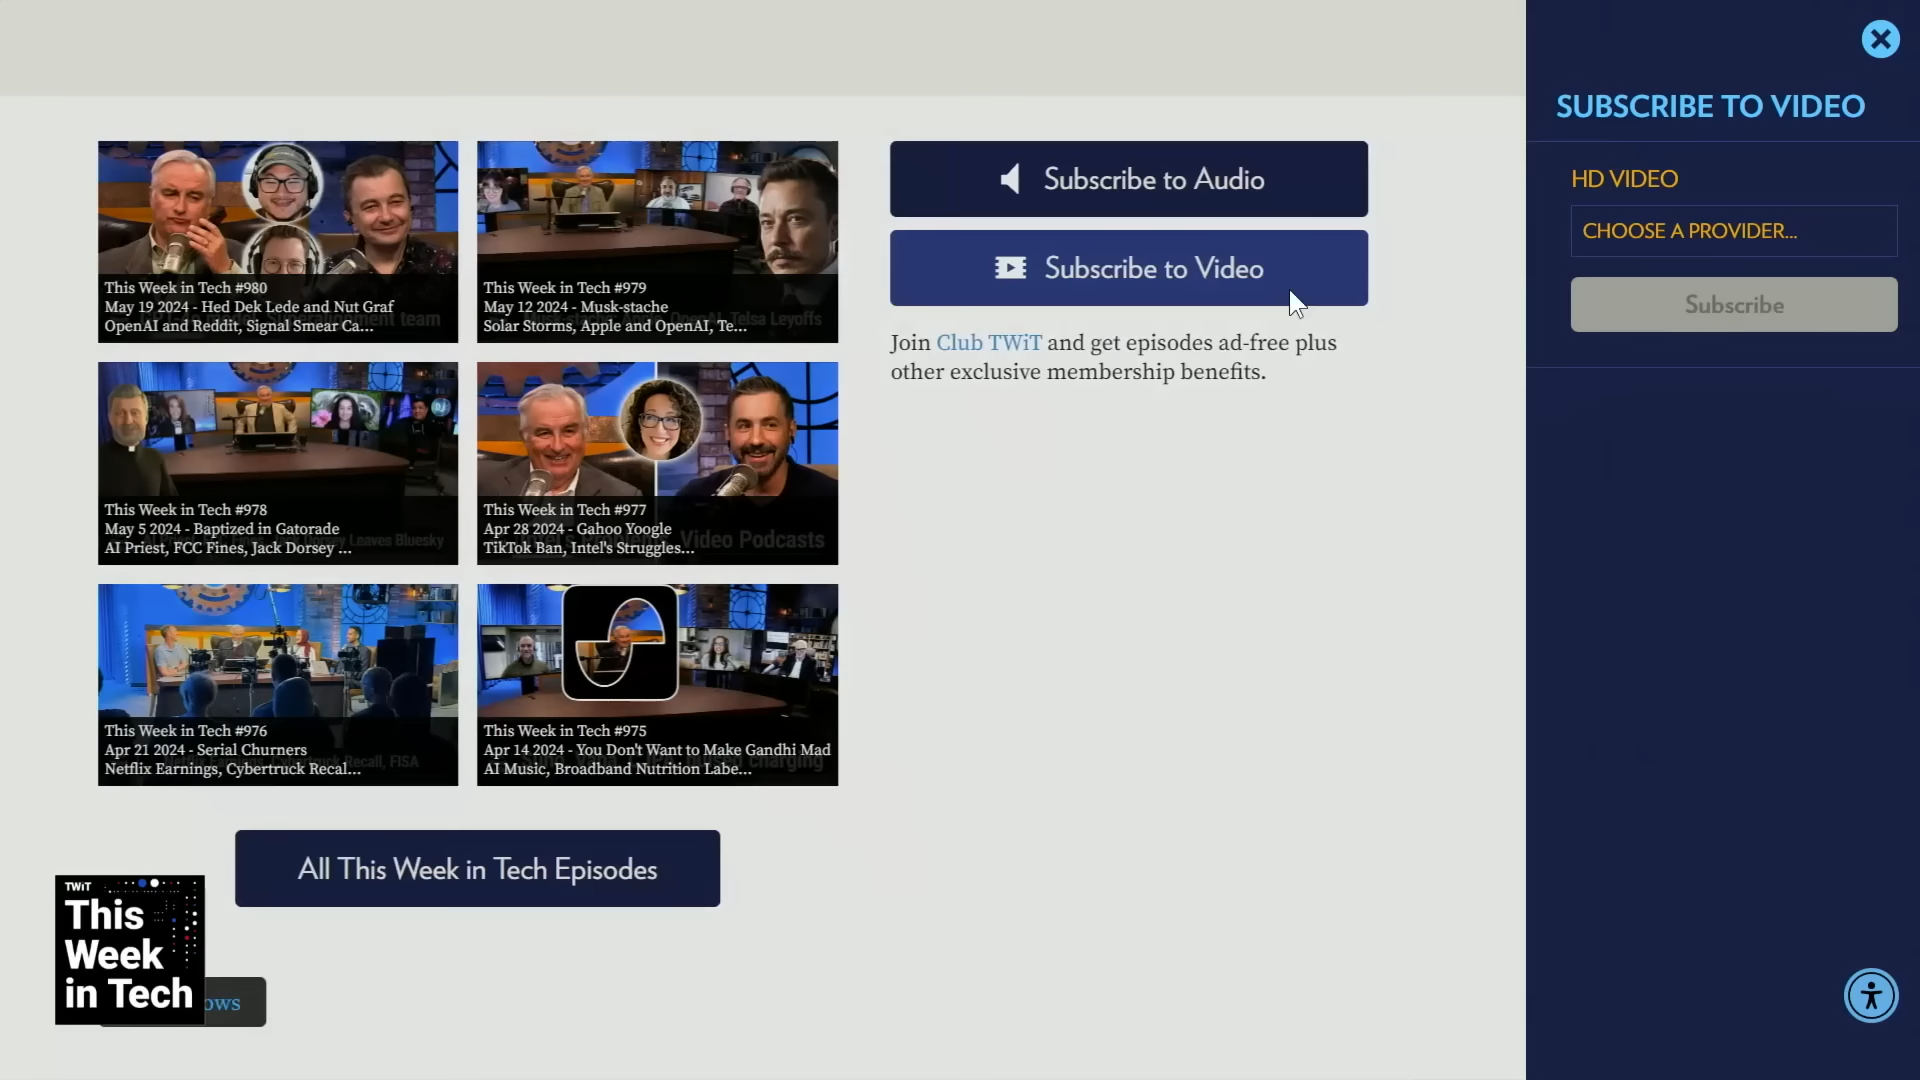 SUBSCRIBE TO VIDEO
HD VIDEO
CHOOSE A PROVIDER...
Subscribe
Subscribe to Audio
Subscribe to Video
Join Club TWiT and get episodes ad-free plus
other exclusive membership benefits.
This Week in Tech #980
May 19 2024 - Hed Dek Lede and Nut Graf
OpenAI and Reddit, Signal Smear Ca...
This Week in Tech #979
May 12 2024 - Musk-stache
Solar Storms, Apple and OpenAI, Te...
This Week in Tech #978
May 5 2024 - Baptized in Gatorade
AI Priest, FCC Fines, Jack Dorsey ...
This Week in Tech #977
Apr 28 2024 - Gahoo Yoogle
TikTok Ban, Intel's Struggles...
Video Podcasts
This Week in Tech #976
Apr 21 2024 - Serial Churners
Netflix Earnings, Cybertruck Recal...
This Week in Tech #975
Apr 14 2024 - You Don't Want to Make Gandhi Mad
AI Music, Broadband Nutrition Labe...
All This Week in Tech Episodes
TWiT
This
Week
in Tech